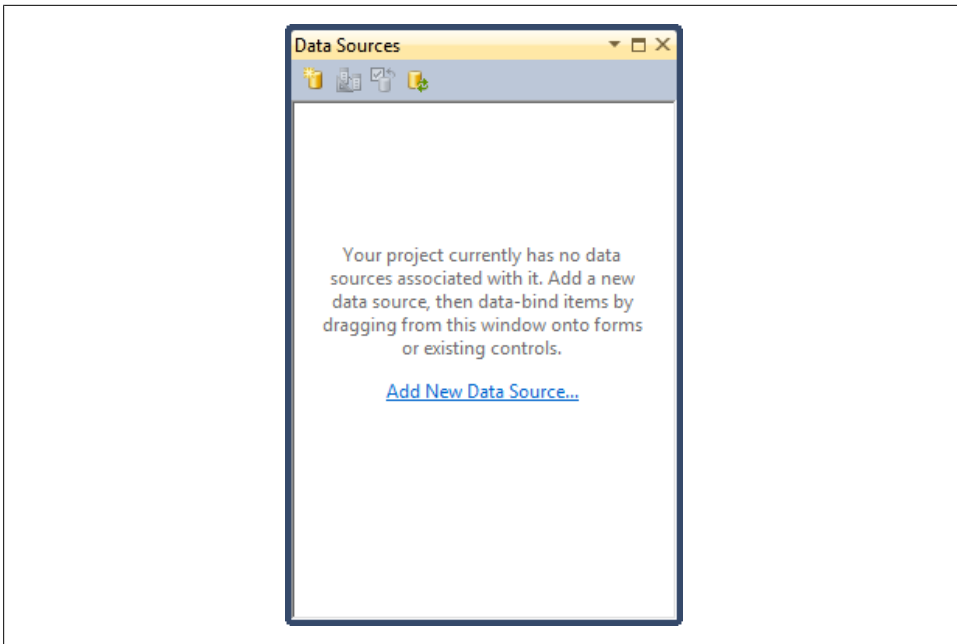 Data Sources
Your project currently has no data
sources associated with it. Add a new
data source, then data-bind items by
dragging from this window onto forms
or existing controls.
Add New Data Source...